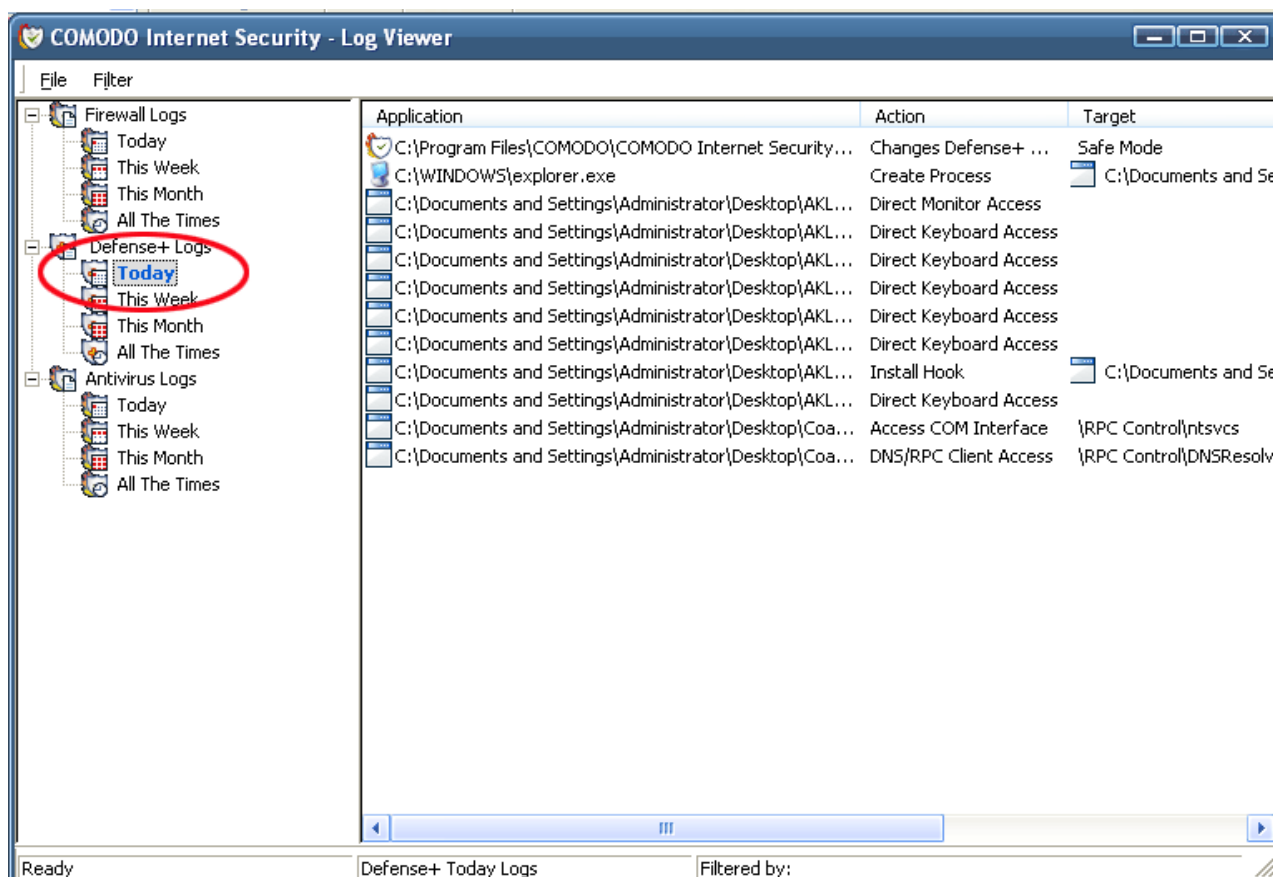 COMODO Internet Security - Log Viewer
File Filter
Firewall Logs
Today
This Week
This Month
All The Times
Defense+ Logs
Today
This Week
This Month
All The Times
Antivirus Logs
Today
This Week
This Month
All The Times
Application Action Target
C:\Program Files\COMODO\COMODO Internet Security... Changes Defense+ ... Safe Mode
C:\WINDOWS\explorer.exe Create Process C:\Documents and Se
C:\Documents and Settings\Administrator\Desktop\AKL... Direct Monitor Access
C:\Documents and Settings\Administrator\Desktop\AKL... Direct Keyboard Access
C:\Documents and Settings\Administrator\Desktop\AKL... Direct Keyboard Access
C:\Documents and Settings\Administrator\Desktop\AKL... Direct Keyboard Access
C:\Documents and Settings\Administrator\Desktop\AKL... Direct Keyboard Access
C:\Documents and Settings\Administrator\Desktop\AKL... Direct Keyboard Access
C:\Documents and Settings\Administrator\Desktop\AKL... Install Hook C:\Documents and Se
C:\Documents and Settings\Administrator\Desktop\AKL... Direct Keyboard Access
C:\Documents and Settings\Administrator\Desktop\Coa... Access COM Interface \RPC Control\ntsvcs
C:\Documents and Settings\Administrator\Desktop\Coa... DNS/RPC Client Access \RPC Control\DNSResolv
Ready Defense+ Today Logs Filtered by: